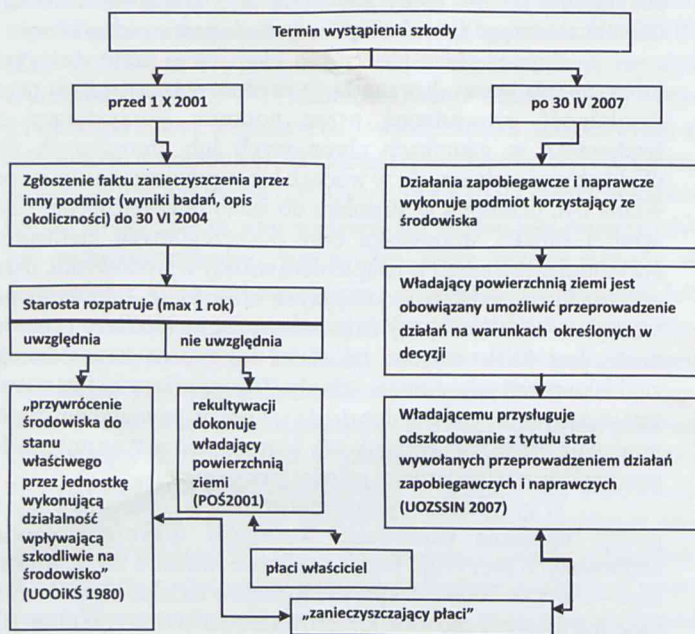 Termin wystąpienia szkody
przed 1 X 2001
po 30 IV 2007
Zgłoszenie faktu zanieczyszczenia przez
inny podmiot (wyniki badań, opis
okoliczności) do 30 VI 2004
Starosta rozpatruje (max 1 rok)
uwzględnia
nie uwzględnia
„przywrócenie
środowiska do
stanu
właściwego
przez jednostkę
wykonującą
działalność
wpływającą
szkodliwie na
środowisko”
(UOOiKŚ 1980)
rekultywacji
dokonuje
władający
powierzchnią
ziemi
(POŚ2001)
płaci właściciel
Działania zapobiegawcze i naprawcze
wykonuje podmiot korzystający ze
środowiska
Władający powierzchnią ziemi jest
obowiązany umożliwić przeprowadzenie
działań na warunkach określonych w
decyzji
Władającemu przysługuje
odszkodowanie z tytułu strat
wywołanych przeprowadzaniem działań
zapobiegawczych i naprawczych
(UOZSSIN 2007)
„zanieczyszczający płaci”